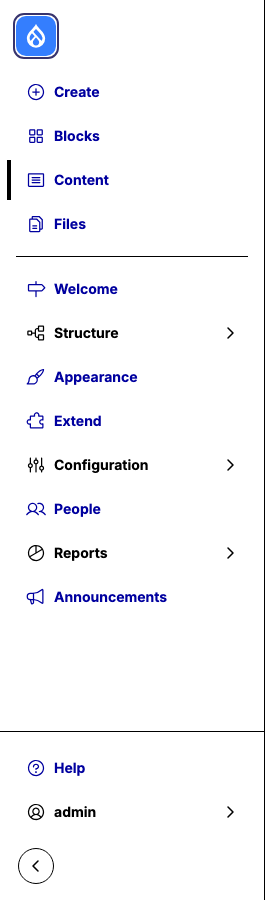 Create
Blocks
Content
Files
Welcome
Structure
Appearance
Extend
Configuration
People
Reports
Announcements
Help
admin